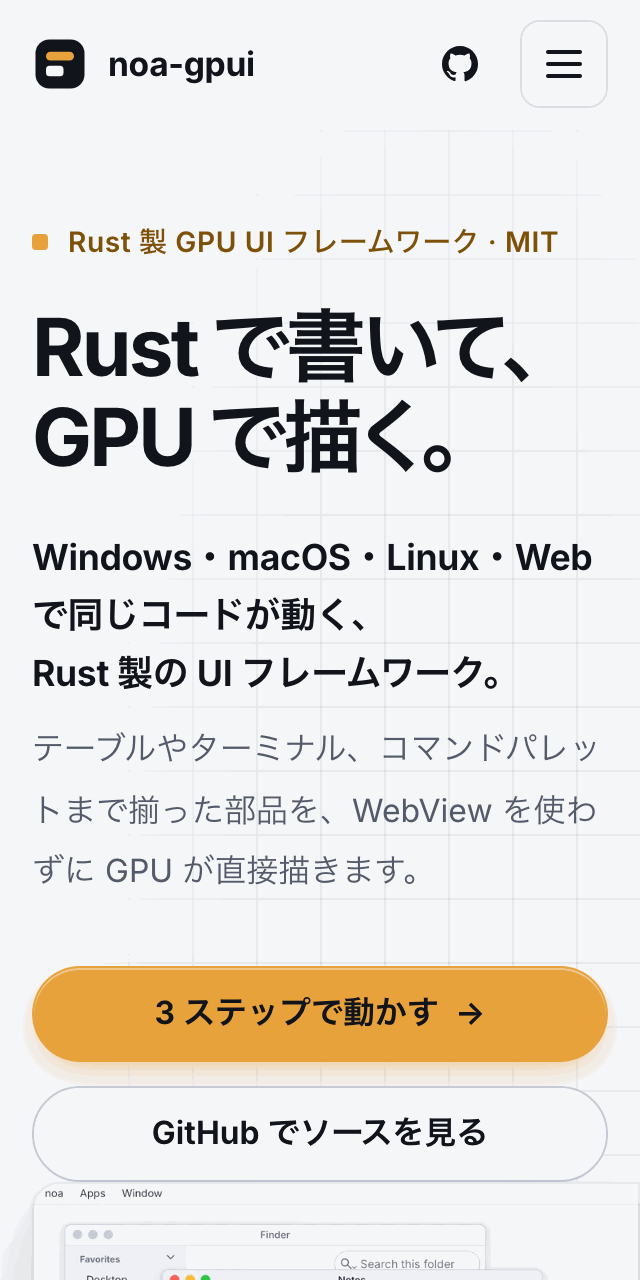 noa-gpui
Rust 製 GPU UI フレームワーク · MIT
Rust で書いて、
GPU で描く。
Windows・macOS・Linux・Web
で同じコードが動く、
Rust 製の UI フレームワーク。
テーブルやターミナル、コマンドパレッ
トまで揃った部品を、WebView を使わ
ずに GPU が直接描きます。
3 ステップで動かす →
GitHub でソースを見る
noa Apps Window
Finder
Favorites
Search this folder
Desktop
Notes